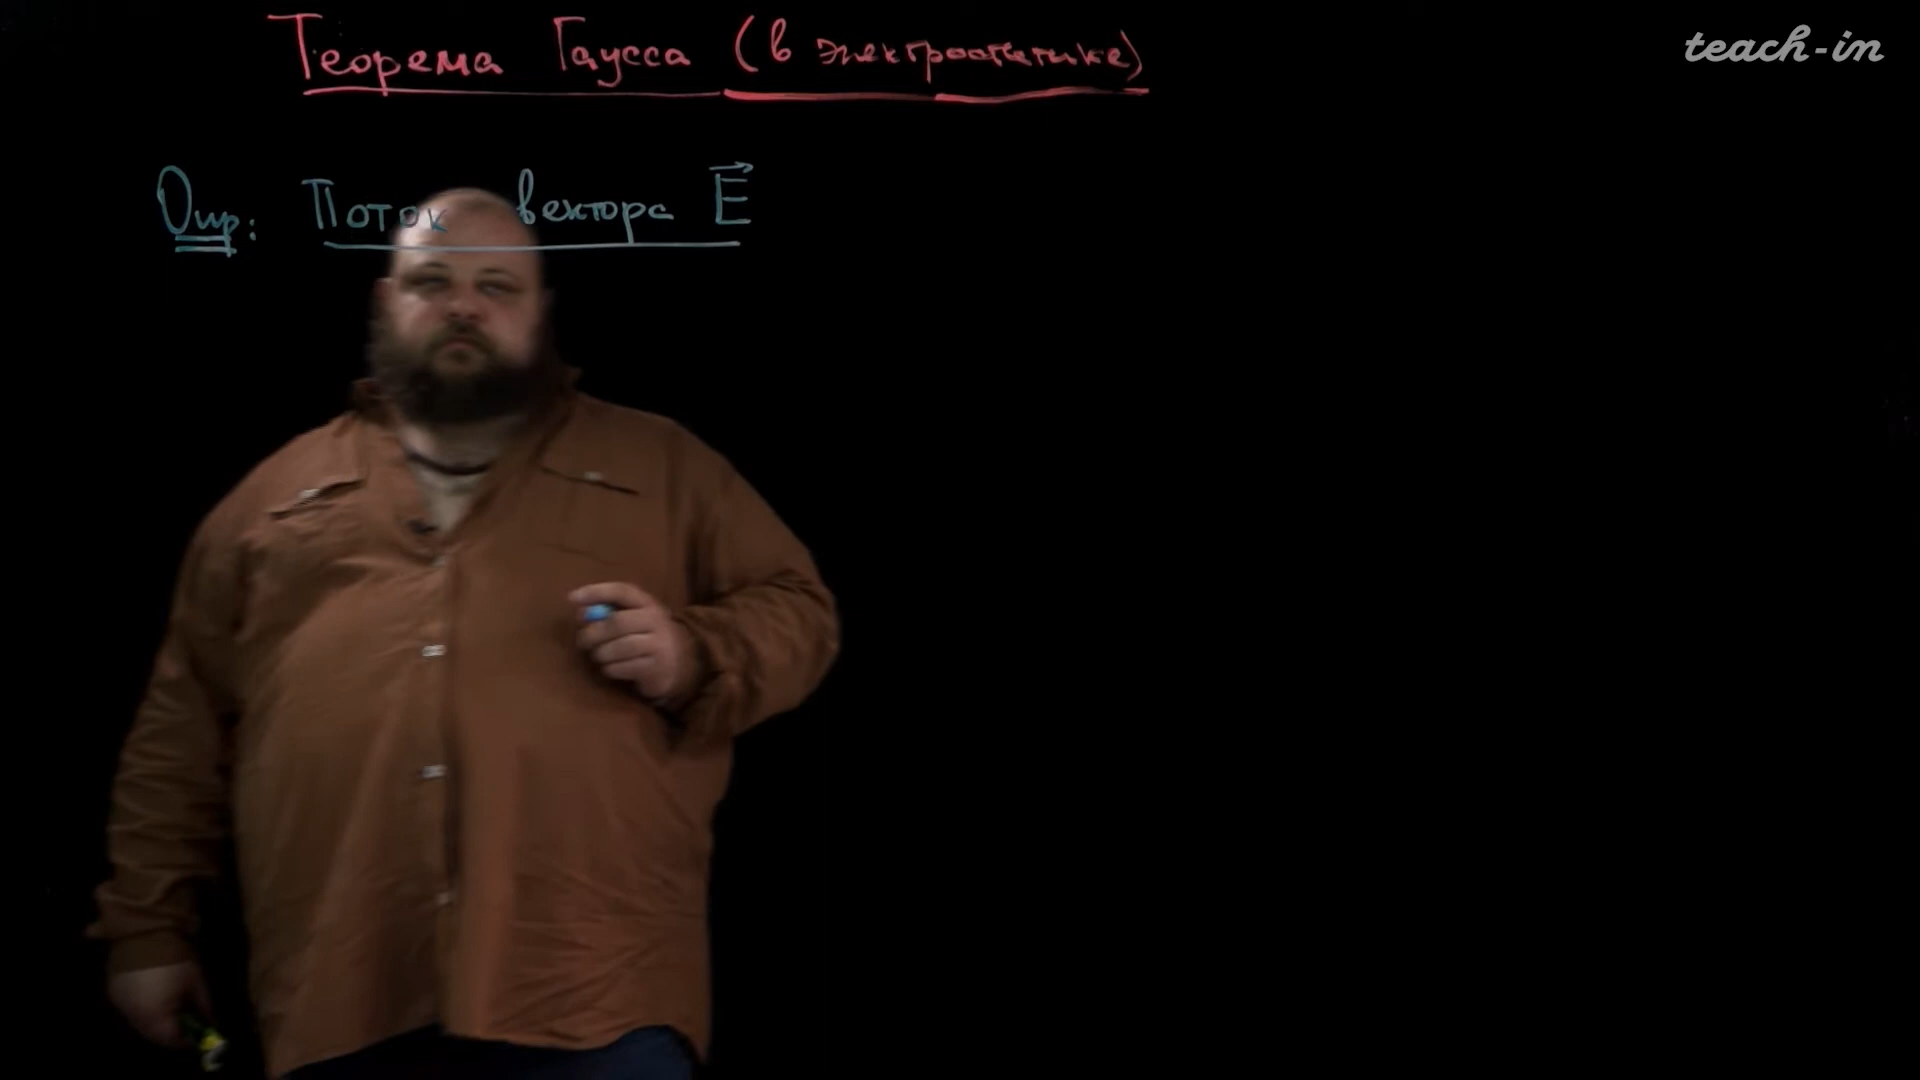 Теорема Гаусса (в электростатике)
teach-in
Опр: Поток вектора E⃗